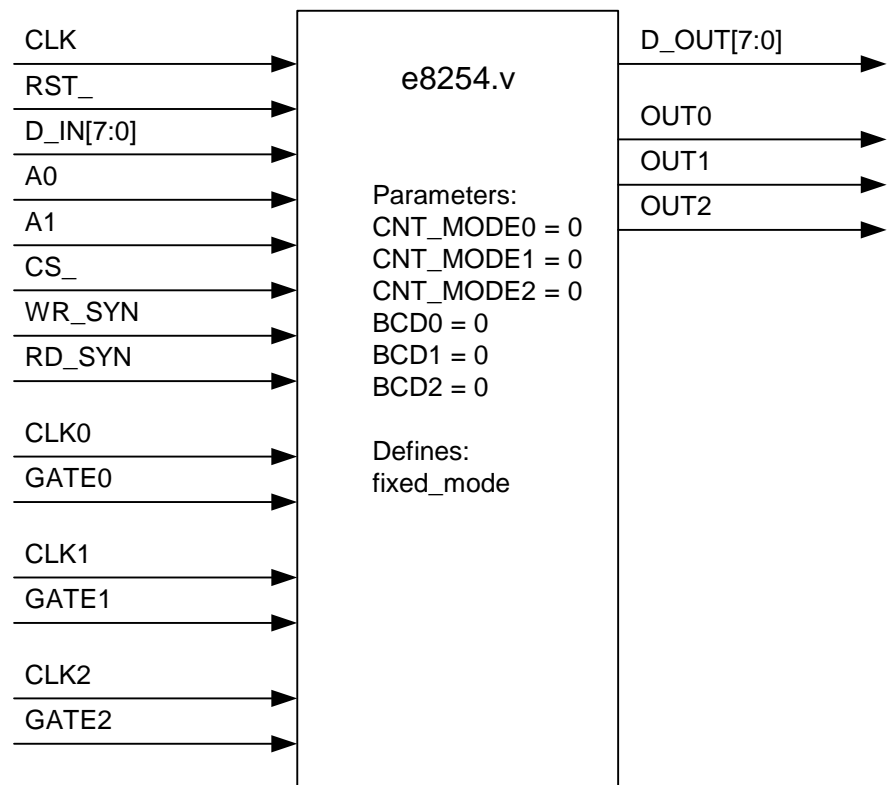 CLK
RST_
D_IN[7:0]
A0
A1
CS_
WR_SYN
RD_SYN
CLK0
GATE0
CLK1
GATE1
CLK2
GATE2
e8254.v
Parameters:
CNT_MODE0 = 0
CNT_MODE1 = 0
CNT_MODE2 = 0
BCD0 = 0
BCD1 = 0
BCD2 = 0
Defines:
fixed_mode
D_OUT[7:0]
OUT0
OUT1
OUT2